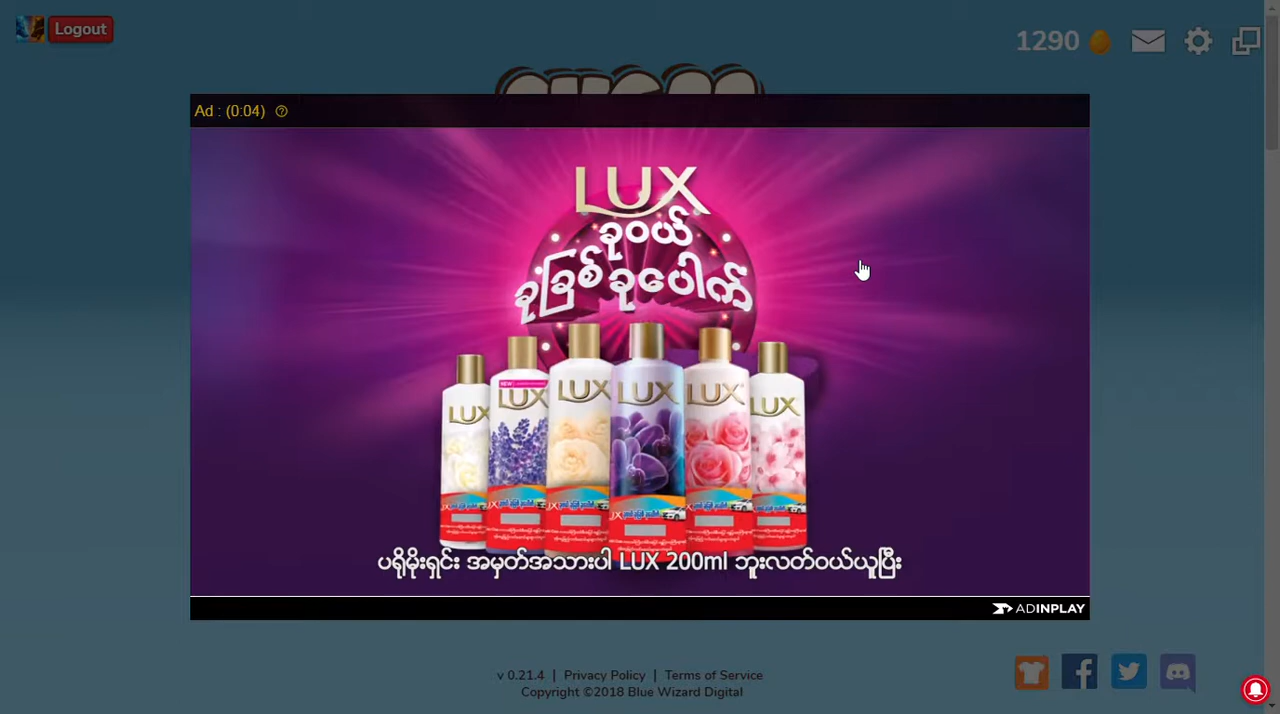 Logout
1290
Ad : (0:04)
LUX
ခုဝယ်
ခုခြစ် ခုပေါက်
LUX
NEW LUX
LUX
LUX
LUX
LUX
ပရိုမိုးရှင်း အမှတ်အသားပါ LUX 200ml ဘူးလတ်ဝယ်ယူပြီး
ADINPLAY
v 0.21.4 | Privacy Policy | Terms of Service
Copyright ©2018 Blue Wizard Digital